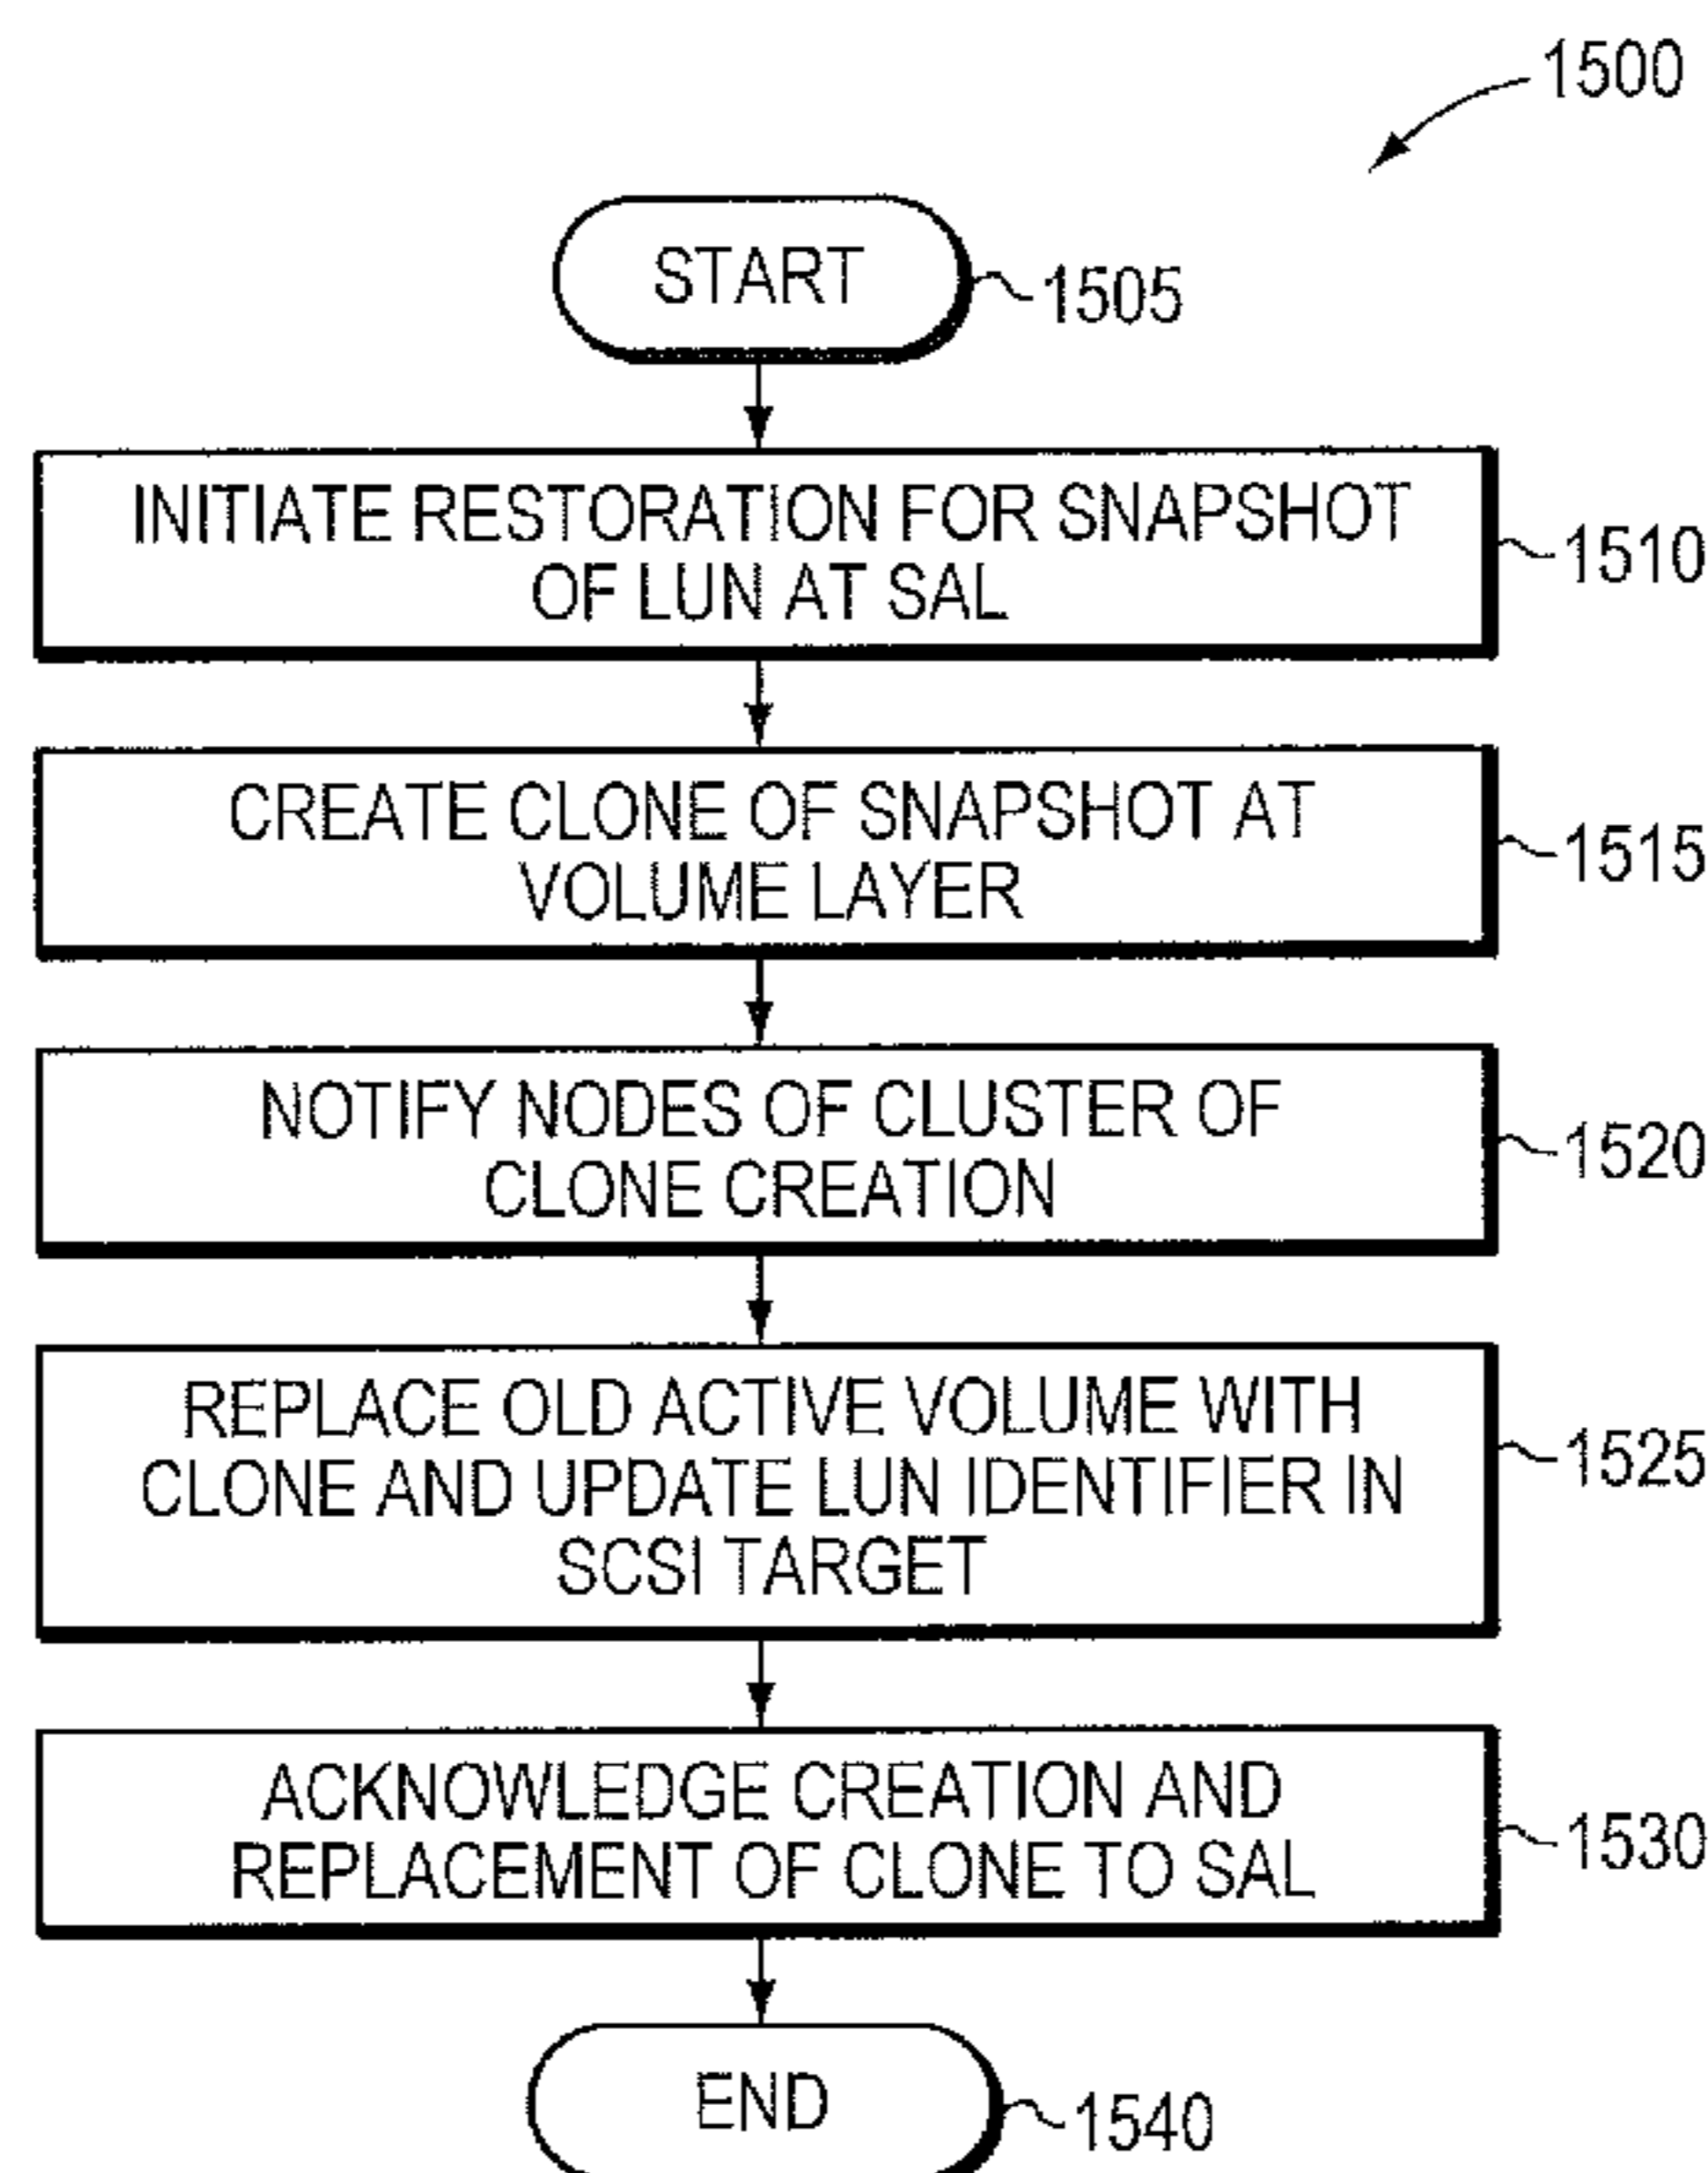 1500
START
1505
INITIATE RESTORATION FOR SNAPSHOT
OF LUN AT SAL
1510
CREATE CLONE OF SNAPSHOT AT
VOLUME LAYER
1515
NOTIFY NODES OF CLUSTER OF
CLONE CREATION
1520
REPLACE OLD ACTIVE VOLUME WITH
CLONE AND UPDATE LUN IDENTIFIER IN
SCSI TARGET
1525
ACKNOWLEDGE CREATION AND
REPLACEMENT OF CLONE TO SAL
1530
END
1540